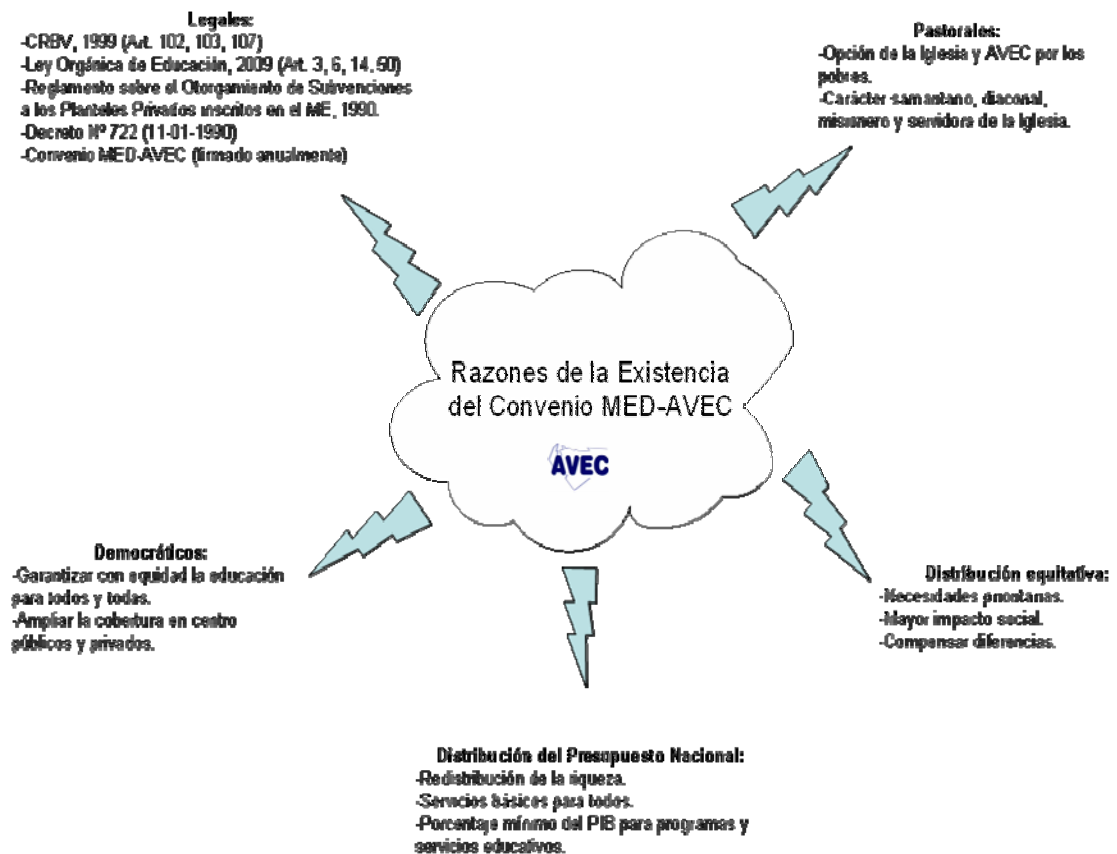 Legales:
-CRBV, 1999 (Art. 102, 103, 107)
-Ley Orgánica de Educación, 2009 (Art. 3, 6, 14, 50)
-Reglamento sobre el Otorgamiento de Subvenciones
a los Planteles Privados inscritos en el ME, 1990.
-Decreto Nº 722 (11-01-1990)
-Convenio MED-AVEC (firmado anualmente)
Pastorales:
-Opción de la Iglesia y AVEC por los
pobres.
-Carácter samaritano, diaconal,
misionero y servidora de la Iglesia.
Razones de la Existencia
del Convenio MED-AVEC
AVEC
Democráticos:
-Garantizar con equidad la educación
para todos y todas.
-Ampliar la cobertura en centro
públicos y privados.
Distribución equitativa:
-Necesidades prioritarias.
-Mayor impacto social.
-Compensar diferencias.
Distribución del Presupuesto Nacional:
-Redistribución de la riqueza.
-Servicios básicos para todos.
-Porcentaje mínimo del PIB para programas y
servicios educativos.